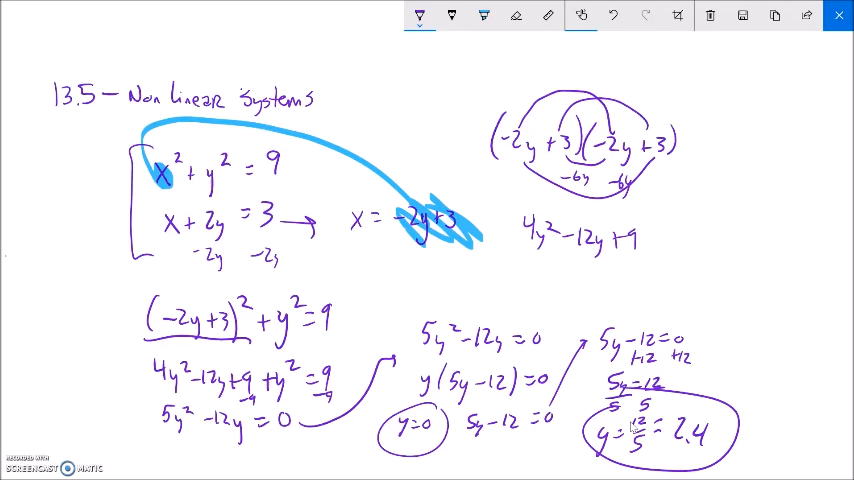 13.5 – Non linear Systems
x² + y² = 9
x + 2y = 3 → x = -2y+3
-2y -2y
(-2y+3)² + y² = 9
4y² -12y +9 + y² = 9
-9 -9
5y² -12y = 0
(-2y+3)(-2y+3)
-6y -6y
4y² -12y +9
5y² -12y = 0
y(5y-12) = 0
y=0 5y-12=0
5y-12=0
+12 +12
5y=12
5 5
y = 12/5 = 2.4
RECORDED WITH
SCREENCAST MATIC